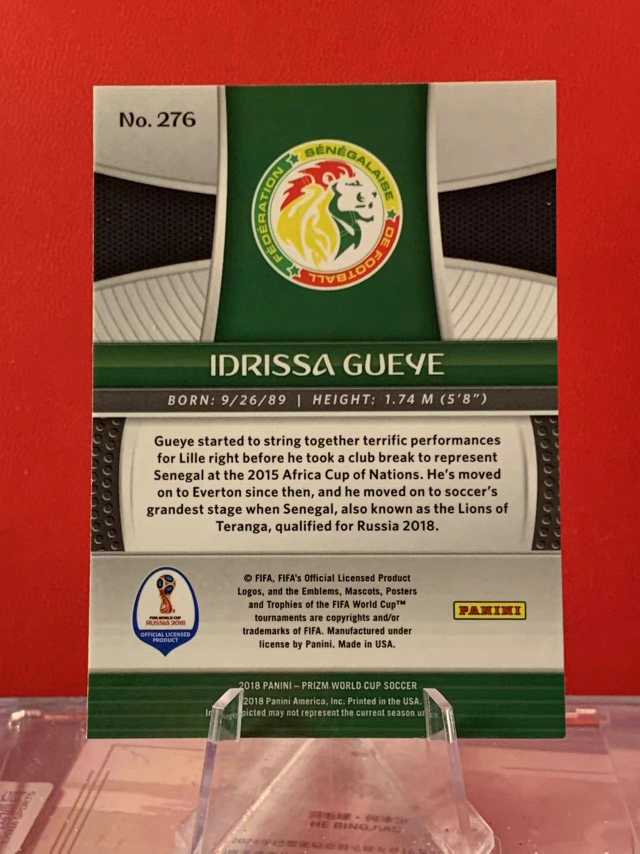 No. 276
FÉDÉRATION SÉNÉGALAISE DE FOOTBALL
IDRISSA GUEYE
BORN: 9/26/89 | HEIGHT: 1.74 M (5'8")
Gueye started to string together terrific performances
for Lille right before he took a club break to represent
Senegal at the 2015 Africa Cup of Nations. He's moved
on to Everton since then, and he moved on to soccer's
grandest stage when Senegal, also known as the Lions of
Teranga, qualified for Russia 2018.
FIFA WORLD CUP
RUSSIA 2018
OFFICIAL LICENSED
PRODUCT
© FIFA, FIFA's Official Licensed Product
Logos, and the Emblems, Mascots, Posters
and Trophies of the FIFA World Cup™
tournaments are copyrights and/or
trademarks of FIFA. Manufactured under
license by Panini. Made in USA.
PANINI
2018 PANINI – PRIZM WORLD CUP SOCCER
2018 Panini America, Inc. Printed in the USA.
may not represent the current season
HE BINGJIAO